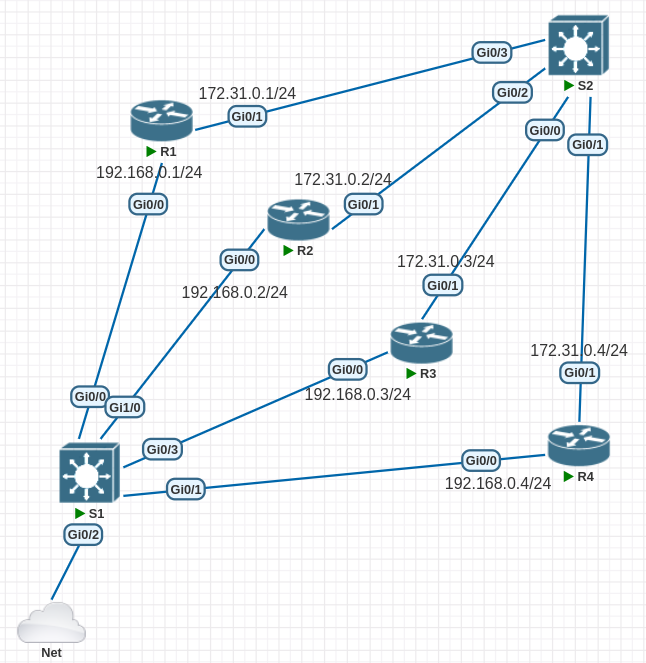 Gi0/3
S2
Gi0/2
172.31.0.1/24
Gi0/1
R1
Gi0/0
Gi0/1
192.168.0.1/24
172.31.0.2/24
Gi0/0
Gi0/1
R2
Gi0/0
172.31.0.3/24
192.168.0.2/24
Gi0/1
172.31.0.4/24
Gi0/0
R3
Gi0/1
192.168.0.3/24
Gi0/0
Gi1/0
Gi0/3
Gi0/0
R4
192.168.0.4/24
Gi0/1
S1
Gi0/2
Net